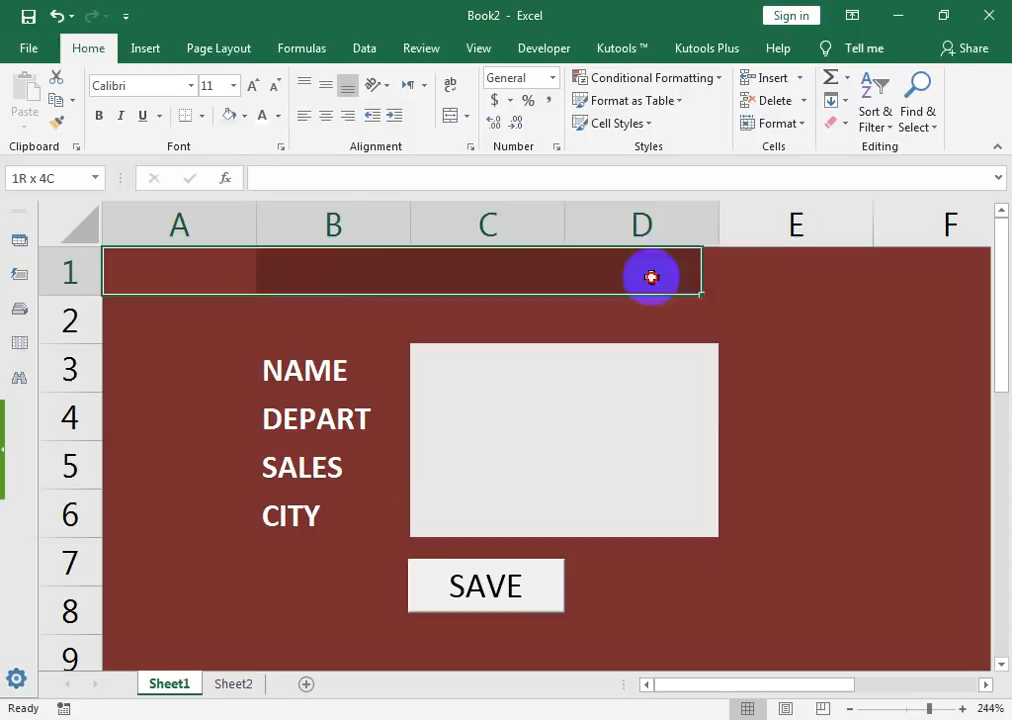 Book2 - Excel
Sign in
File Home Insert Page Layout Formulas Data Review View Developer Kutools ™ Kutools Plus Help Tell me Share
Paste
Clipboard
Calibri 11
B I U A
Font
Alignment
General
$ % ,
Number
Conditional Formatting
Format as Table
Cell Styles
Styles
Insert
Delete
Format
Cells
Sort & Filter
Find & Select
Editing
1R x 4C
fx
A B C D E F
1
2
3 NAME
4 DEPART
5 SALES
6 CITY
7
SAVE
8
9
Sheet1 Sheet2
Ready
244%